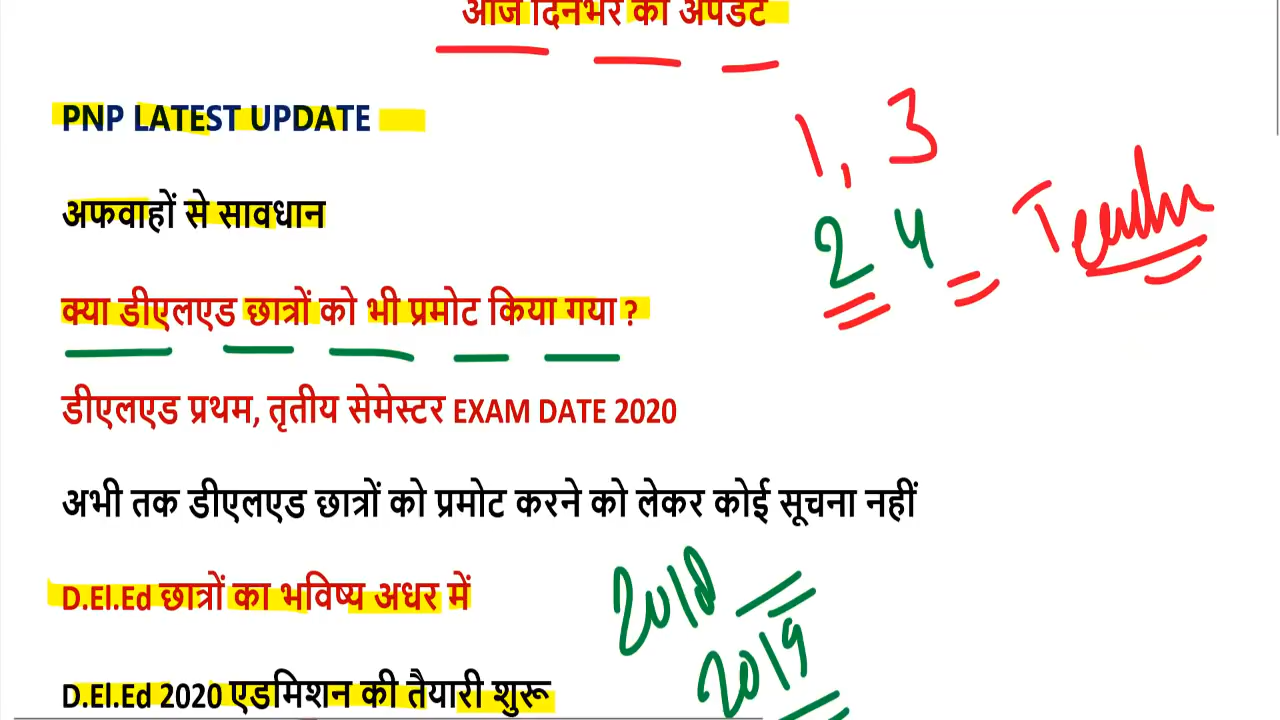 आज दिनभर की अपडेट
PNP LATEST UPDATE
1, 3
अफवाहों से सावधान
2 4
क्या डीएलएड छात्रों को भी प्रमोट किया गया ?
डीएलएड प्रथम, तृतीय सेमेस्टर EXAM DATE 2020
अभी तक डीएलएड छात्रों को प्रमोट करने को लेकर कोई सूचना नहीं
D.El.Ed छात्रों का भविष्य अधर में
2018
2019
D.El.Ed 2020 एडमिशन की तैयारी शुरू